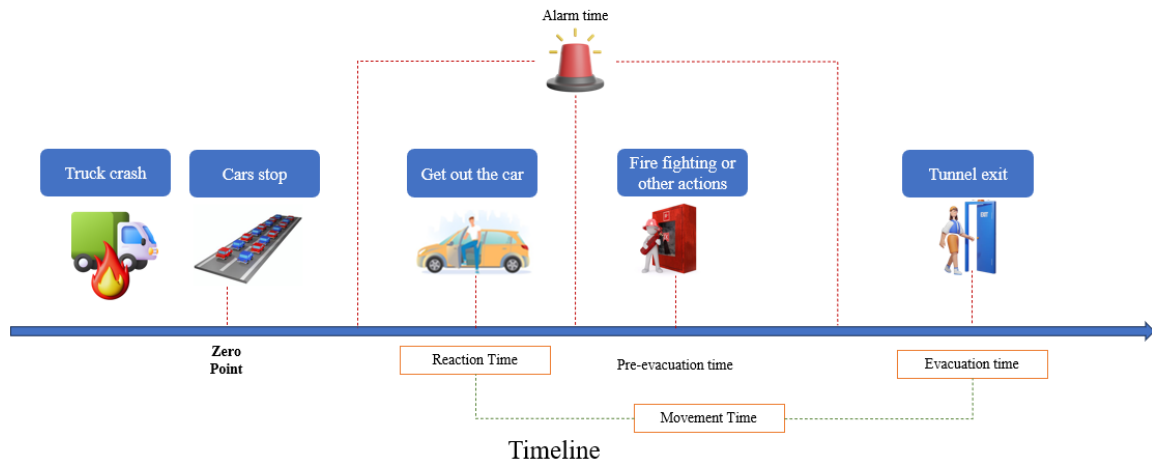 Alarm time
Truck crash
Cars stop
Get out the car
Fire fighting or
other actions
Tunnel exit
EXIT
Zero
Point
Reaction Time
Pre-evacuation time
Evacuation time
Movement Time
Timeline